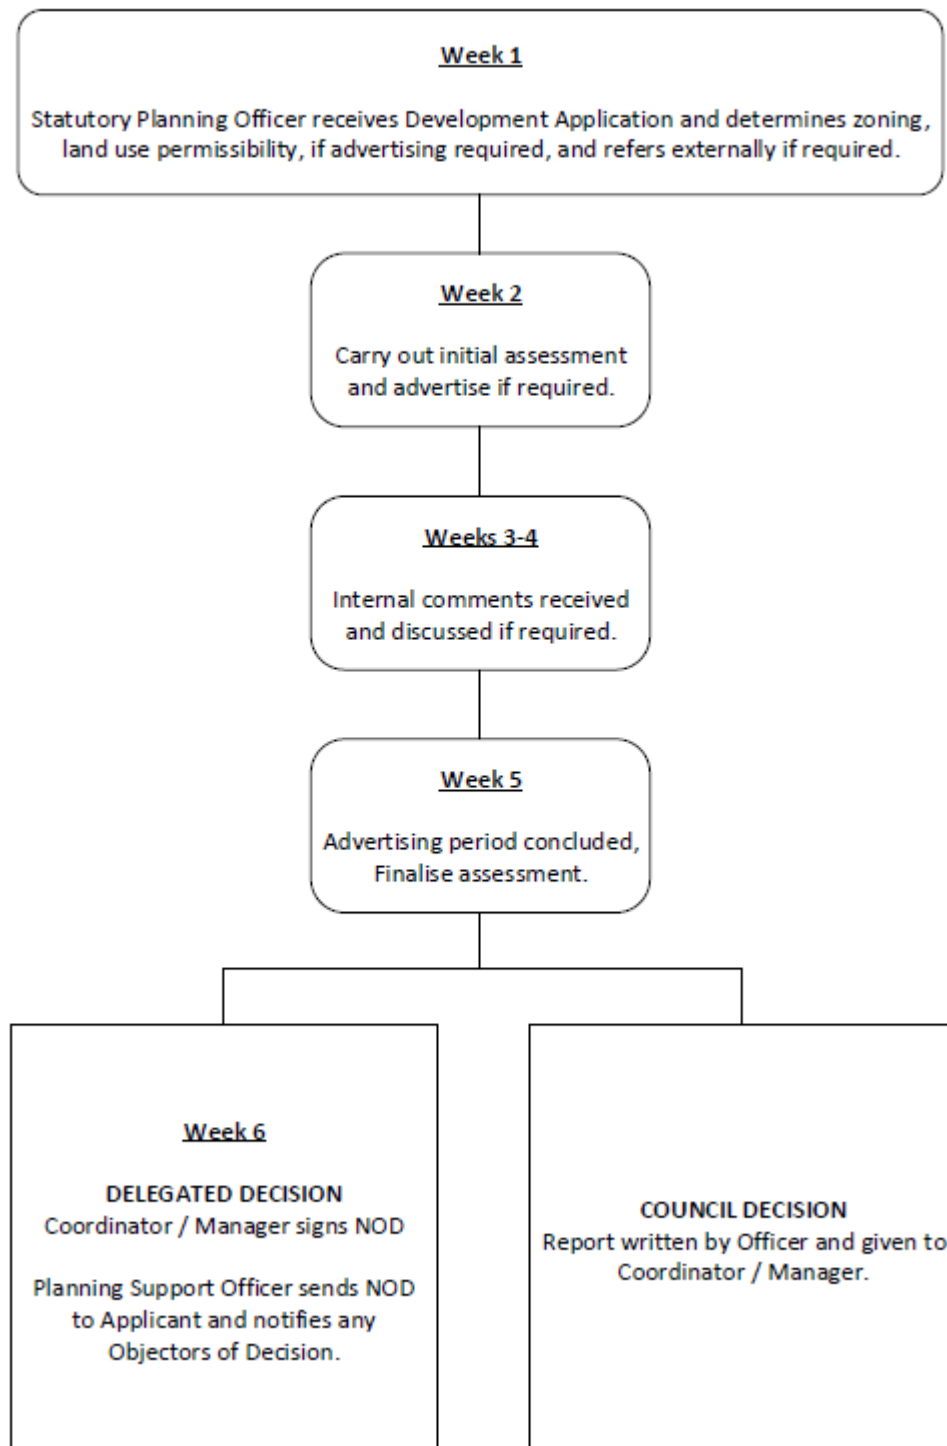 Week 1
Statutory Planning Officer receives Development Application and determines zoning,
land use permissibility, if advertising required, and refers externally if required.
Week 2
Carry out initial assessment
and advertise if required.
Weeks 3-4
Internal comments received
and discussed if required.
Week 5
Advertising period concluded,
Finalise assessment.
Week 6
DELEGATED DECISION
Coordinator / Manager signs NOD
Planning Support Officer sends NOD
to Applicant and notifies any
Objectors of Decision.
COUNCIL DECISION
Report written by Officer and given to
Coordinator / Manager.